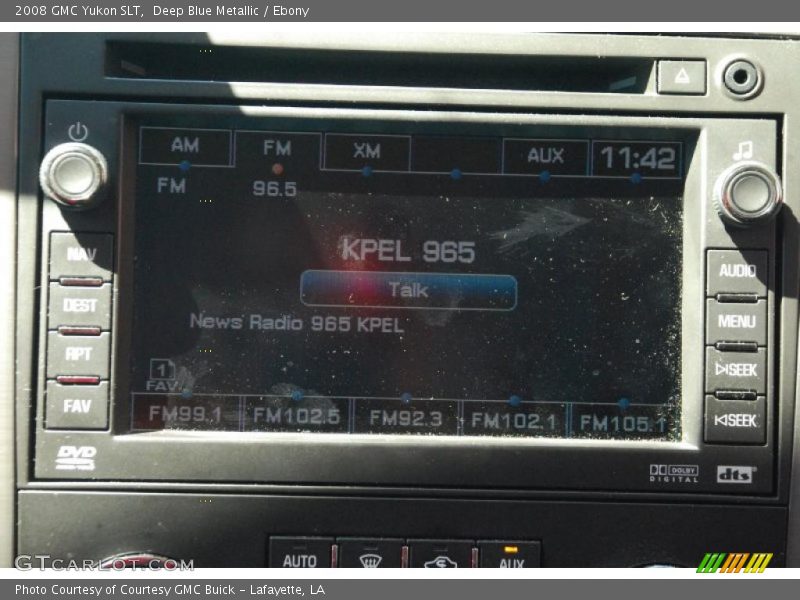 2008 GMC Yukon SLT, Deep Blue Metallic / Ebony
AM FM XM AUX 11:42
FM 96.5
KPEL 965
Talk
News Radio 965 KPEL
1
FAV
FM99.1 FM102.5 FM92.3 FM102.1 FM105.1
NAV
DEST
RPT
FAV
AUDIO
MENU
SEEK
SEEK
DVD
DOLBY
DIGITAL
dts
AUTO
AUX
GTCarLot.com
Photo Courtesy of Courtesy GMC Buick - Lafayette, LA